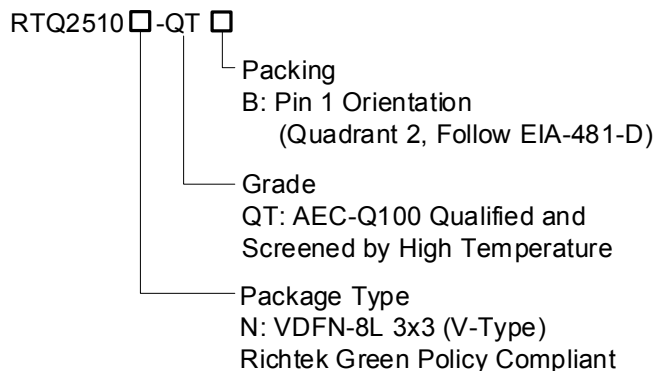 RTQ2510□-QT □
Packing
B: Pin 1 Orientation
(Quadrant 2, Follow EIA-481-D)
Grade
QT: AEC-Q100 Qualified and
Screened by High Temperature
Package Type
N: VDFN-8L 3x3 (V-Type)
Richtek Green Policy Compliant